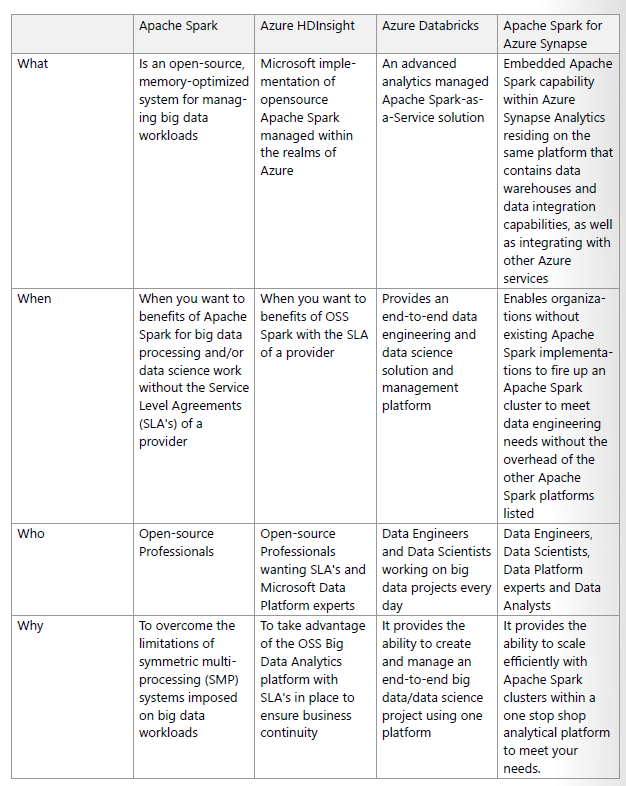 Apache Spark
Azure HDInsight
Azure Databricks
Apache Spark for
Azure Synapse
What
Is an open-source,
memory-optimized
system for manag-
ing big data
workloads
Microsoft imple-
mentation of
opensource
Apache Spark
managed within
the realms of
Azure
An advanced
analytics managed
Apache Spark-as-
a-Service solution
Embedded Apache
Spark capability
within Azure
Synapse Analytics
residing on the
same platform that
contains data
warehouses and
data integration
capabilities, as well
as integrating with
other Azure
services
When
When you want to
benefits of Apache
Spark for big data
processing and/or
data science work
without the Service
Level Agreements
(SLA's) of a
provider
When you want to
benefits of OSS
Spark with the SLA
of a provider
Provides an
end-to-end data
engineering and
data science
solution and
management
platform
Enables organiza-
tions without
existing Apache
Spark implementa-
tions to fire up an
Apache Spark
cluster to meet
data engineering
needs without the
overhead of the
other Apache
Spark platforms
listed
Who
Open-source
Professionals
Open-source
Professionals
wanting SLA's and
Microsoft Data
Platform experts
Data Engineers
and Data Scientists
working on big
data projects every
day
Data Engineers,
Data Scientists,
Data Platform
experts and Data
Analysts
Why
To overcome the
limitations of
symmetric multi-
processing (SMP)
systems imposed
on big data
workloads
To take advantage
of the OSS Big
Data Analytics
platform with
SLA's in place to
ensure business
continuity
It provides the
ability to create
and manage an
end-to-end big
data/data science
project using one
platform
It provides the
ability to scale
efficiently with
Apache Spark
clusters within a
one stop shop
analytical platform
to meet your
needs.